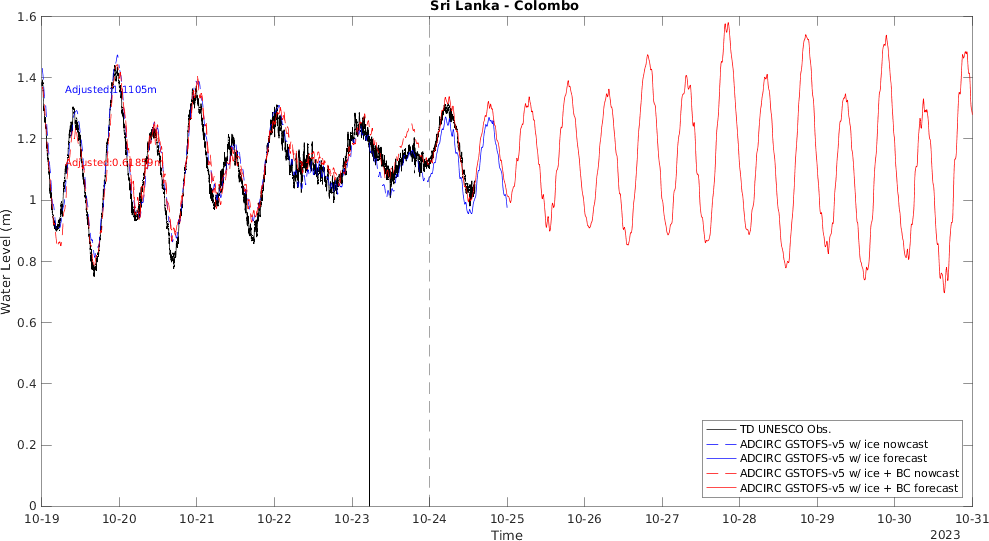 Sri Lanka - Colombo
1.6
1.4
1.2
1
0.8
0.6
0.4
0.2
0
Water Level (m)
Adjusted:1.1105m
Adjusted:0.61859m
TD UNESCO Obs.
ADCIRC GSTOFS-v5 w/ ice nowcast
ADCIRC GSTOFS-v5 w/ ice forecast
ADCIRC GSTOFS-v5 w/ ice + BC nowcast
ADCIRC GSTOFS-v5 w/ ice + BC forecast
10-19 10-20 10-21 10-22 10-23 10-24 10-25 10-26 10-27 10-28 10-29 10-30 10-31
Time
2023